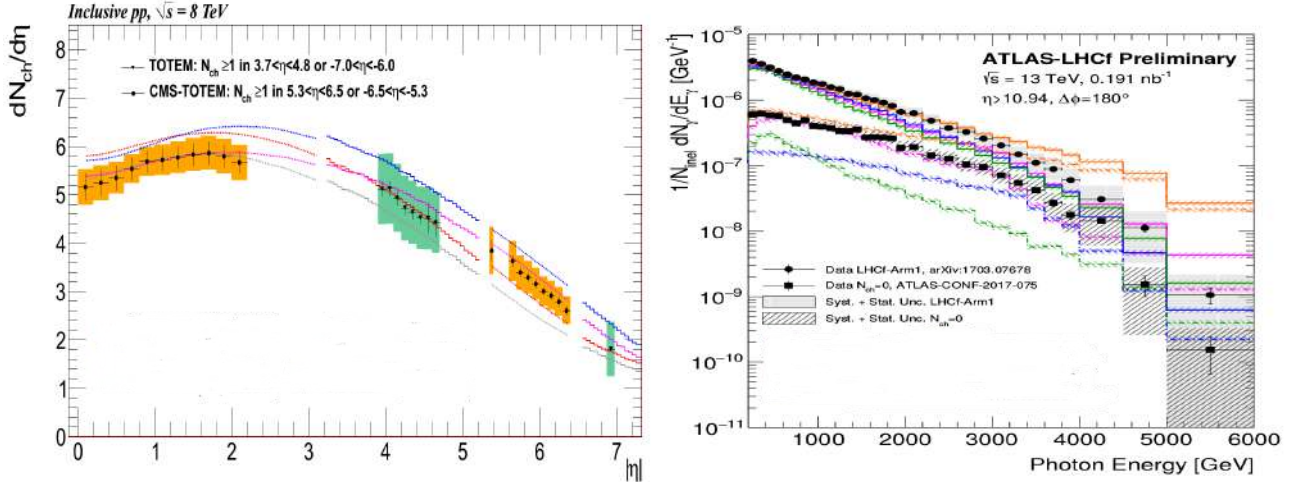 Inclusive pp, √s = 8 TeV
dN_ch/dη
8
7
6
5
4
3
2
1
0
TOTEM: N_ch ≥1 in 3.7<η<4.8 or -7.0<η<-6.0
CMS-TOTEM: N_ch ≥1 in 5.3<η<6.5 or -6.5<η<-5.3
0 1 2 3 4 5 6 7
|η|
1/N_inel dN_γ/dE_γ [GeV⁻¹]
10⁻⁵
10⁻⁶
10⁻⁷
10⁻⁸
10⁻⁹
10⁻¹⁰
10⁻¹¹
ATLAS-LHCf Preliminary
√s = 13 TeV, 0.191 nb⁻¹
η>10.94, Δϕ=180°
Data LHCf-Arm1, arXiv:1703.07678
Data N_ch=0, ATLAS-CONF-2017-075
Syst. + Stat. Unc. LHCf-Arm1
Syst. + Stat. Unc. N_ch=0
1000 2000 3000 4000 5000 6000
Photon Energy [GeV]